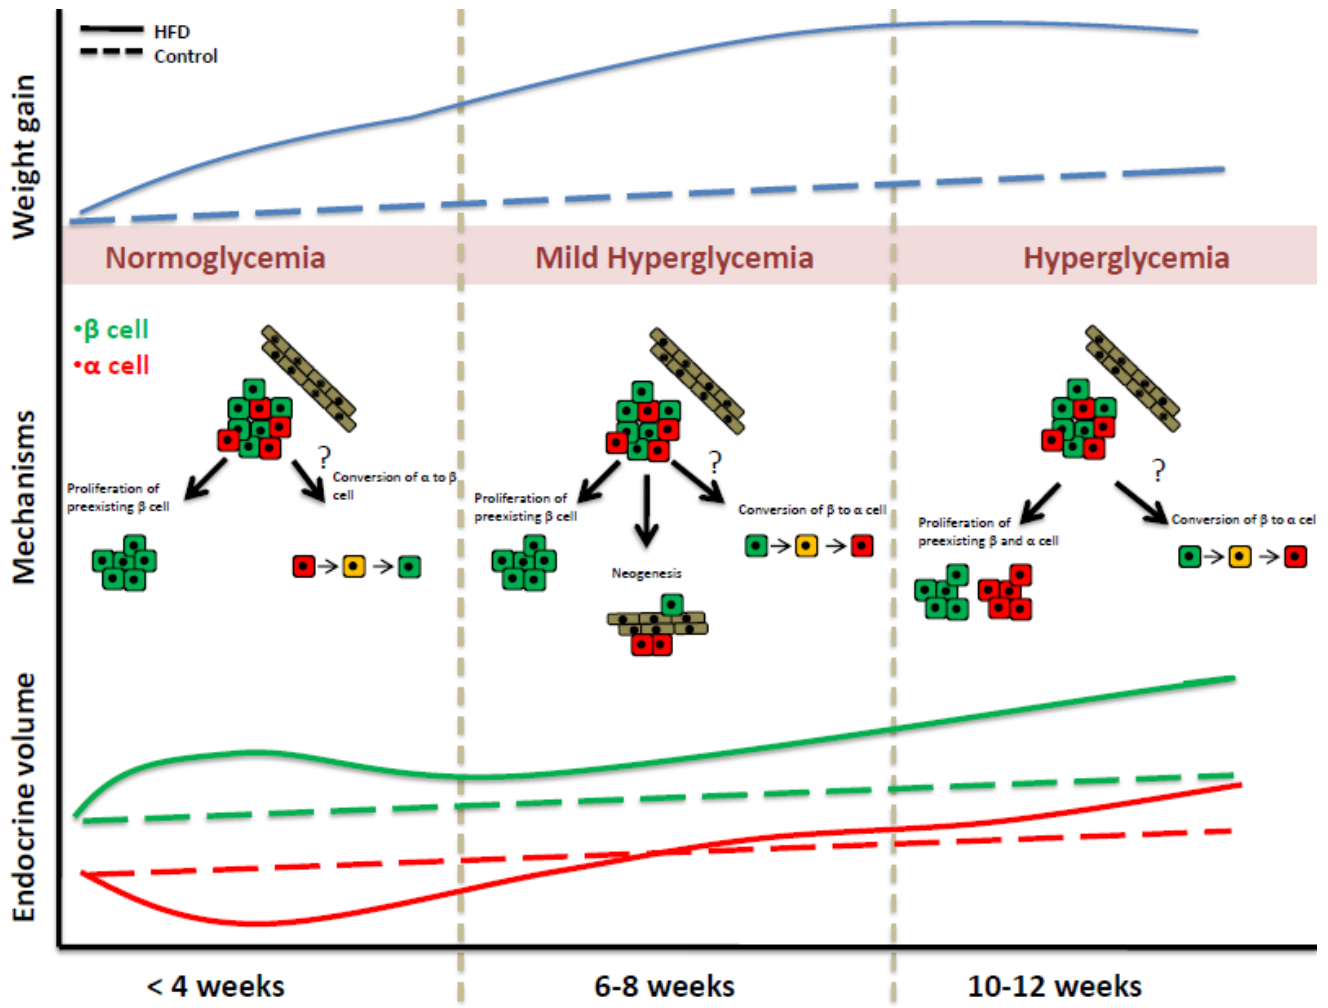 HFD
Control
Weight gain
Normoglycemia
Mild Hyperglycemia
Hyperglycemia
•β cell
•α cell
Mechanisms
?
Proliferation of
preexisting β cell
Conversion of α to β
cell
?
Proliferation of
preexisting β cell
Conversion of β to α cell
Neogenesis
?
Proliferation of
preexisting β and α cell
Conversion of β to α cell
Endocrine volume
< 4 weeks
6-8 weeks
10-12 weeks